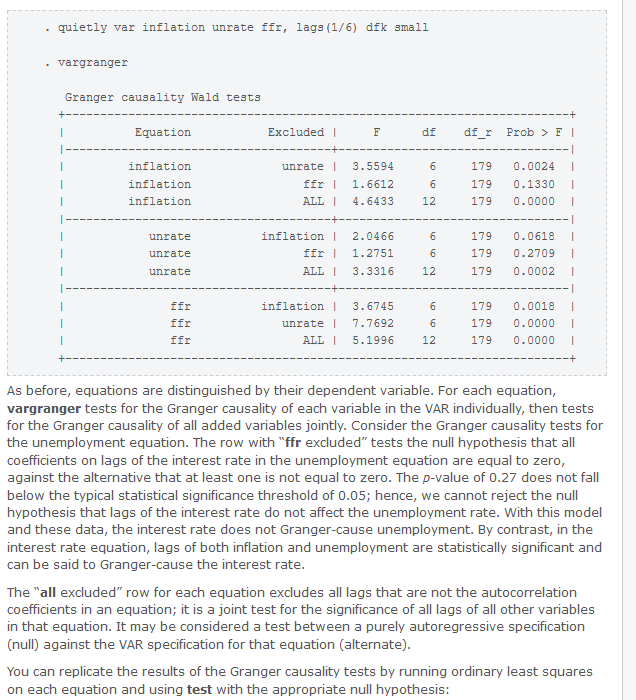 . quietly var inflation unrate ffr, lags(1/6) dfk small
. vargranger
Granger causality Wald tests
+------------------------------------------------------------------+
| Equation Excluded | F df df_r Prob > F |
|--------------------------------------+---------------------------|
| inflation unrate | 3.5594 6 179 0.0024 |
| inflation ffr | 1.6612 6 179 0.1330 |
| inflation ALL | 4.6433 12 179 0.0000 |
|--------------------------------------+---------------------------|
| unrate inflation | 2.0466 6 179 0.0618 |
| unrate ffr | 1.2751 6 179 0.2709 |
| unrate ALL | 3.3316 12 179 0.0002 |
|--------------------------------------+---------------------------|
| ffr inflation | 3.6745 6 179 0.0018 |
| ffr unrate | 7.7692 6 179 0.0000 |
| ffr ALL | 5.1996 12 179 0.0000 |
+------------------------------------------------------------------+
As before, equations are distinguished by their dependent variable. For each equation,
vargranger tests for the Granger causality of each variable in the VAR individually, then tests
for the Granger causality of all added variables jointly. Consider the Granger causality tests for
the unemployment equation. The row with “ffr excluded” tests the null hypothesis that all
coefficients on lags of the interest rate in the unemployment equation are equal to zero,
against the alternative that at least one is not equal to zero. The p-value of 0.27 does not fall
below the typical statistical significance threshold of 0.05; hence, we cannot reject the null
hypothesis that lags of the interest rate do not affect the unemployment rate. With this model
and these data, the interest rate does not Granger-cause unemployment. By contrast, in the
interest rate equation, lags of both inflation and unemployment are statistically significant and
can be said to Granger-cause the interest rate.
The “all excluded” row for each equation excludes all lags that are not the autocorrelation
coefficients in an equation; it is a joint test for the significance of all lags of all other variables
in that equation. It may be considered a test between a purely autoregressive specification
(null) against the VAR specification for that equation (alternate).
You can replicate the results of the Granger causality tests by running ordinary least squares
on each equation and using test with the appropriate null hypothesis: